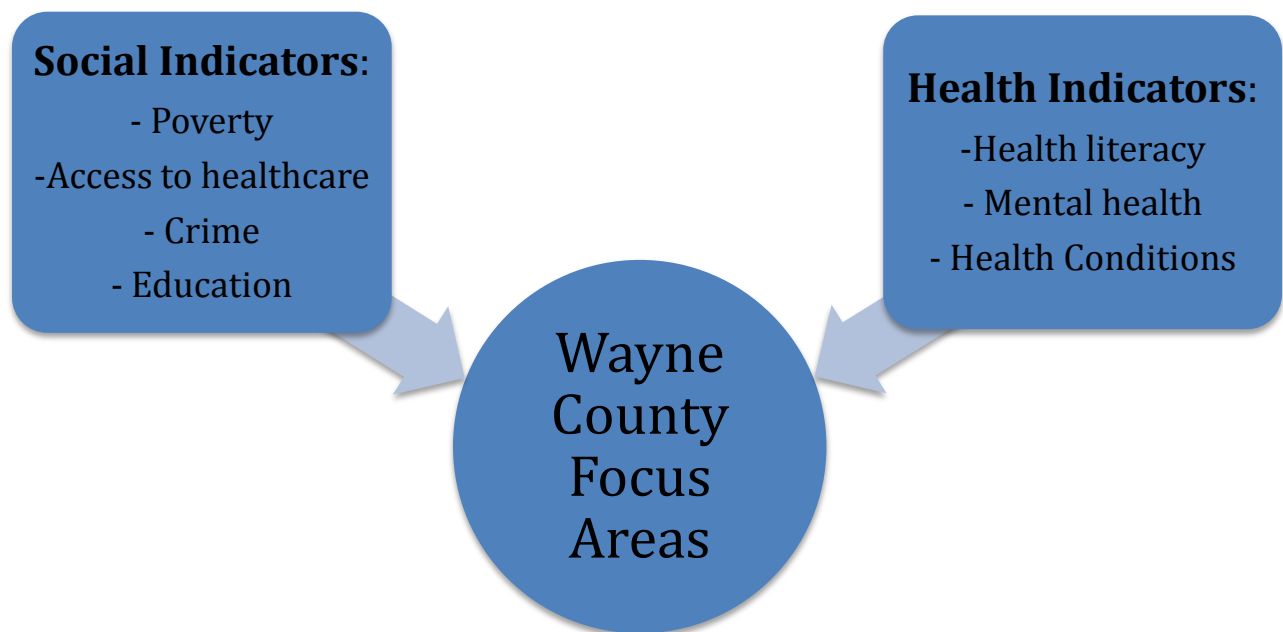 Social Indicators:
- Poverty
-Access to healthcare
- Crime
- Education
Health Indicators:
-Health literacy
- Mental health
- Health Conditions
Wayne
County
Focus
Areas